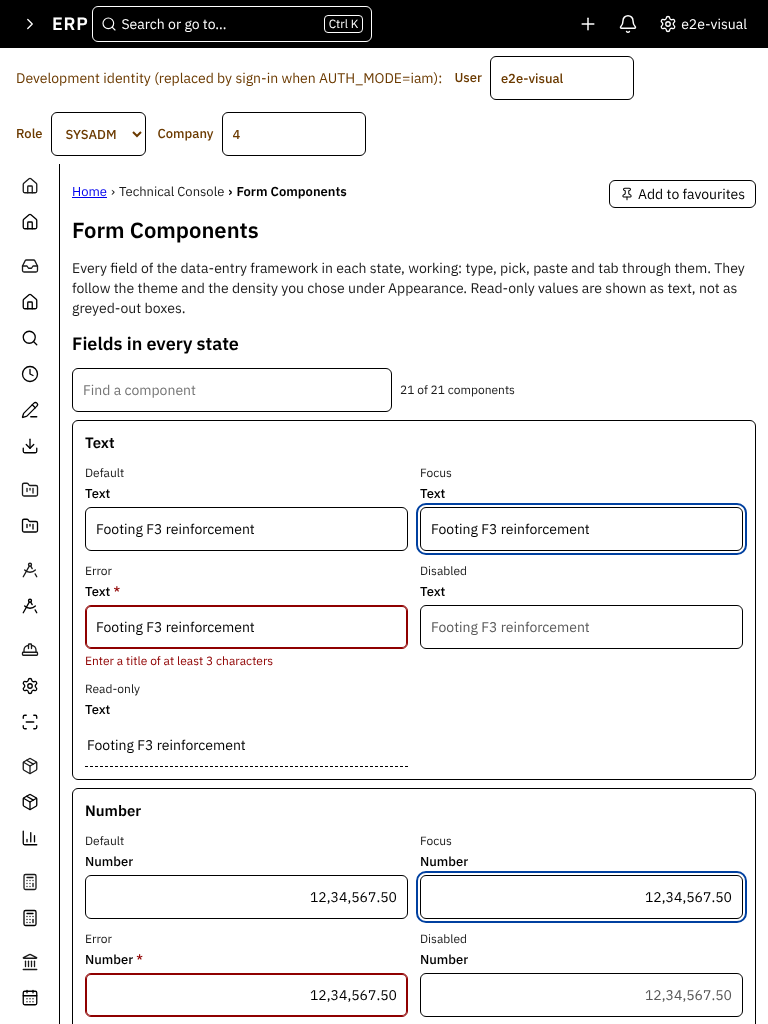 ERP
Search or go to...
Ctrl K
e2e-visual
Development identity (replaced by sign-in when AUTH_MODE=iam):
User
e2e-visual
Role
SYSADM
Company
4
Home › Technical Console › Form Components
Add to favourites
Form Components
Every field of the data-entry framework in each state, working: type, pick, paste and tab through them. They
follow the theme and the density you chose under Appearance. Read-only values are shown as text, not as
greyed-out boxes.
Fields in every state
Find a component
21 of 21 components
Text
Default
Focus
Text
Text
Footing F3 reinforcement
Footing F3 reinforcement
Error
Disabled
Text *
Text
Footing F3 reinforcement
Footing F3 reinforcement
Enter a title of at least 3 characters
Read-only
Text
Footing F3 reinforcement
Number
Default
Focus
Number
Number
12,34,567.50
12,34,567.50
Error
Disabled
Number *
Number
12,34,567.50
12,34,567.50